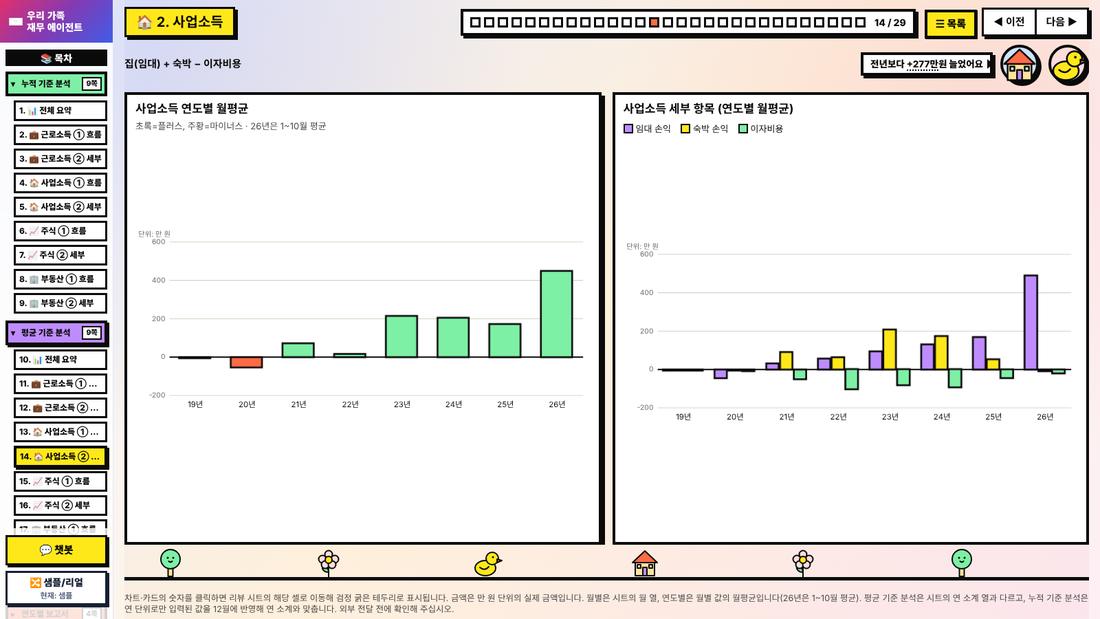 우리 가족
재무 에이전트
📚 목차
▼ 누적 기준 분석 9쪽
1. 📊 전체 요약
2. 💼 근로소득 ① 흐름
3. 💼 근로소득 ② 세부
4. 🏠 사업소득 ① 흐름
5. 🏠 사업소득 ② 세부
6. 📈 주식 ① 흐름
7. 📈 주식 ② 세부
8. 🏢 부동산 ① 흐름
9. 🏢 부동산 ② 세부
▼ 평균 기준 분석 9쪽
10. 📊 전체 요약
11. 💼 근로소득 ① ...
12. 💼 근로소득 ② ...
13. 🏠 사업소득 ① ...
14. 🏠 사업소득 ② ...
15. 📈 주식 ① 흐름
16. 📈 주식 ② 세부
17. 🏢 부동산 ① 흐름
💬 챗봇
🔀 샘플/리얼
현재: 샘플
▸ 연도별 보고서 4쪽
🏠 2. 사업소득
14 / 29
☰ 목록
◀ 이전
다음 ▶
집(임대) + 숙박 − 이자비용
전년보다 +277만원 늘었어요
사업소득 연도별 월평균
초록=플러스, 주황=마이너스 · 26년은 1~10월 평균
단위: 만 원
600
400
200
0
-200
19년 20년 21년 22년 23년 24년 25년 26년
사업소득 세부 항목 (연도별 월평균)
임대 손익 숙박 손익 이자비용
단위: 만 원
600
400
200
0
-200
19년 20년 21년 22년 23년 24년 25년 26년
차트·카드의 숫자를 클릭하면 리뷰 시트의 해당 셀로 이동해 검정 굵은 테두리로 표시됩니다. 금액은 만 원 단위의 실제 금액입니다. 월별은 시트의 월 열, 연도별은 월별 값의 월평균입니다(26년은 1~10월 평균). 평균 기준 분석은 시트의 연 소계 열과 다르고, 누적 기준 분석은
연 단위로만 입력된 값을 12월에 반영해 연 소계와 맞춥니다. 외부 전달 전에 확인해 주십시오.